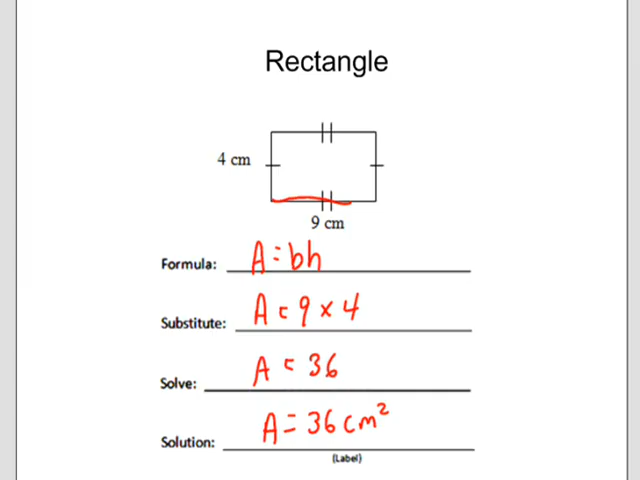 Rectangle
4 cm
9 cm
Formula: A = bh
Substitute: A = 9 x 4
Solve: A = 36
Solution: A = 36 cm²
(Label)